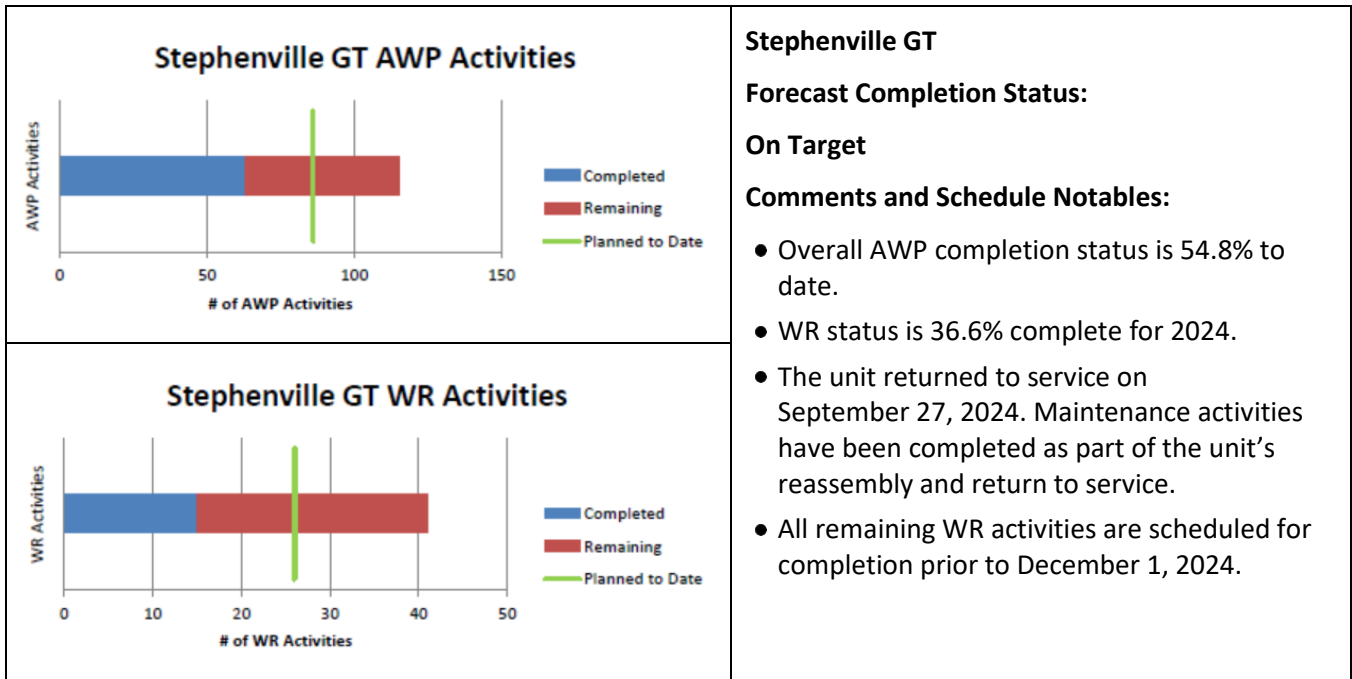 Stephenville GT AWP Activities
AWP Activities
Completed
Remaining
Planned to Date
0 50 100 150
# of AWP Activities
Stephenville GT WR Activities
WR Activities
Completed
Remaining
Planned to Date
0 10 20 30 40 50
# of WR Activities
Stephenville GT
Forecast Completion Status:
On Target
Comments and Schedule Notables:
• Overall AWP completion status is 54.8% to
date.
• WR status is 36.6% complete for 2024.
• The unit returned to service on
September 27, 2024. Maintenance activities
have been completed as part of the unit’s
reassembly and return to service.
• All remaining WR activities are scheduled for
completion prior to December 1, 2024.